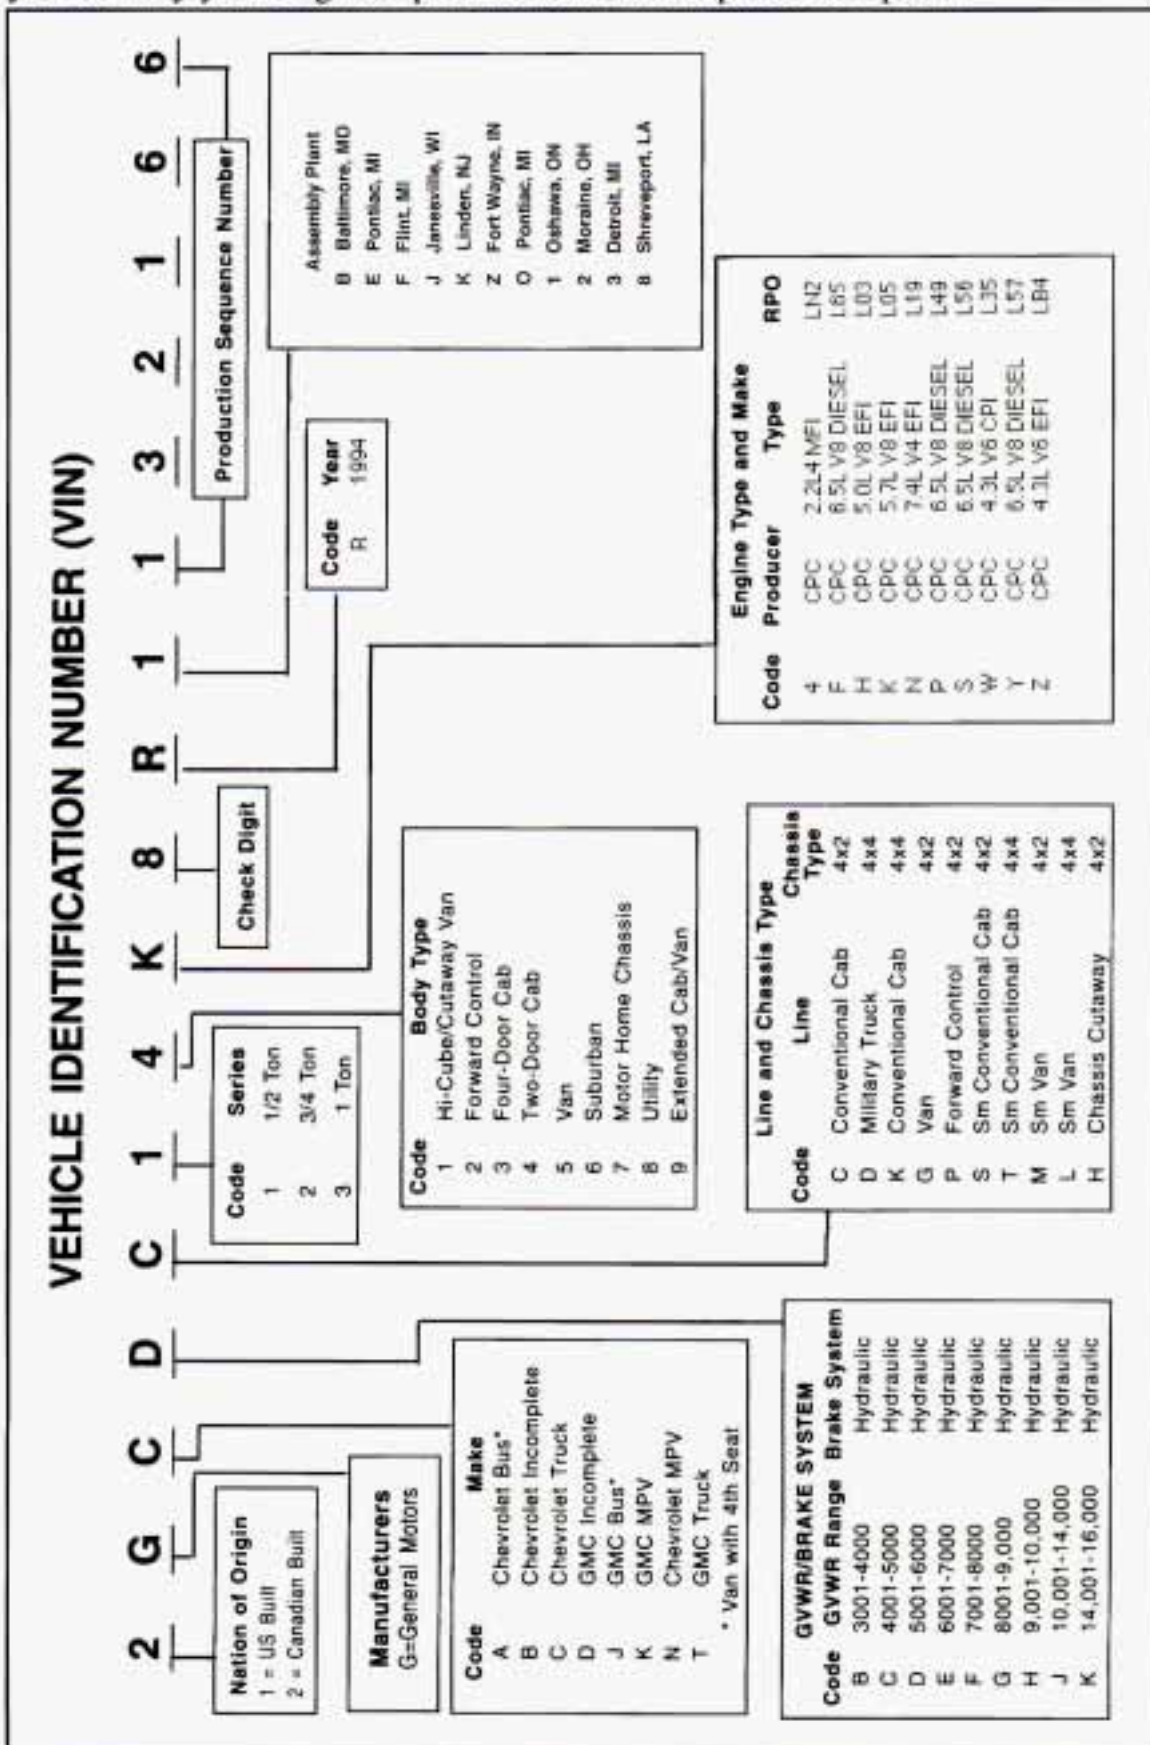 VEHICLE IDENTIFICATION NUMBER (VIN)
2 G C D C 1 4 K 8 R 1 1 3 2 1 6 6
Nation of Origin
1 = US Built
2 = Canadian Built
Manufacturers
G=General Motors
Code Make
A Chevrolet Bus*
B Chevrolet Incomplete
C Chevrolet Truck
D GMC Incomplete
J GMC Bus*
K GMC MPV
N Chevrolet MPV
T GMC Truck
* Van with 4th Seat
GVWR/BRAKE SYSTEM
Code GVWR Range Brake System
B 3001-4000 Hydraulic
C 4001-5000 Hydraulic
D 5001-6000 Hydraulic
E 6001-7000 Hydraulic
F 7001-8000 Hydraulic
G 8001-9,000 Hydraulic
H 9,001-10,000 Hydraulic
J 10,001-14,000 Hydraulic
K 14,001-16,000 Hydraulic
Code Series
1 1/2 Ton
2 3/4 Ton
3 1 Ton
Code Body Type
1 Hi-Cube/Cutaway Van
2 Forward Control
3 Four-Door Cab
4 Two-Door Cab
5 Van
6 Suburban
7 Motor Home Chassis
8 Utility
9 Extended Cab/Van
Line and Chassis Type
Code Line Chassis Type
C Conventional Cab 4x2
D Military Truck 4x4
K Conventional Cab 4x4
G Van 4x2
P Forward Control 4x2
S Sm Conventional Cab 4x2
T Sm Conventional Cab 4x4
M Sm Van 4x2
L Sm Van 4x4
H Chassis Cutaway 4x2
Check Digit
Code Year
R 1994
Production Sequence Number
Assembly Plant
B Baltimore, MD
E Pontiac, MI
F Flint, MI
J Janesville, WI
K Linden, NJ
Z Fort Wayne, IN
O Pontiac, MI
1 Oshawa, ON
2 Moraine, OH
3 Detroit, MI
8 Shreveport, LA
Engine Type and Make
Code Producer Type RPO
4 CPC 2.2L4 MFI LN2
F CPC 6.5L V8 DIESEL L65
H CPC 5.0L V8 EFI L03
K CPC 5.7L V8 EFI L05
N CPC 7.4L V4 EFI L19
P CPC 6.5L V8 DIESEL L49
S CPC 6.5L V8 DIESEL L56
W CPC 4.3L V6 CPI L35
Y CPC 6.5L V8 DIESEL L57
Z CPC 4.3L V6 EFI LB4